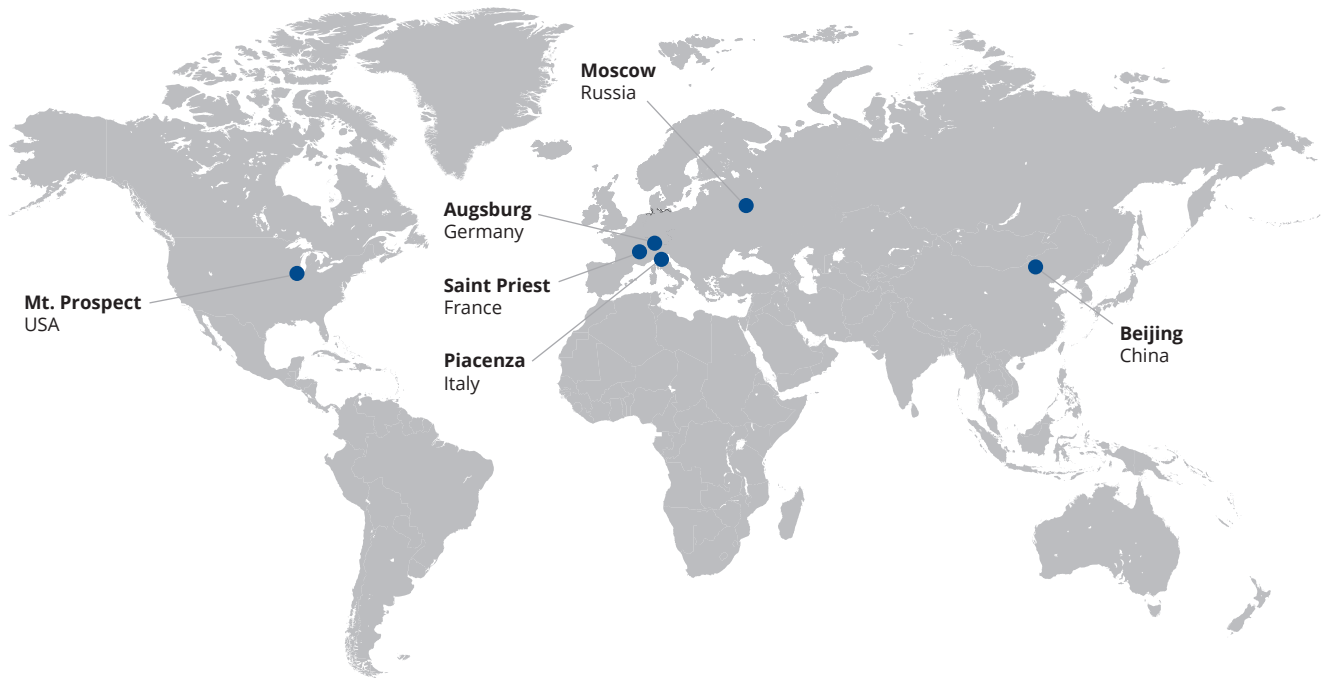 Moscow
Russia
Augsburg
Germany
Saint Priest
France
Mt. Prospect
USA
Piacenza
Italy
Beijing
China